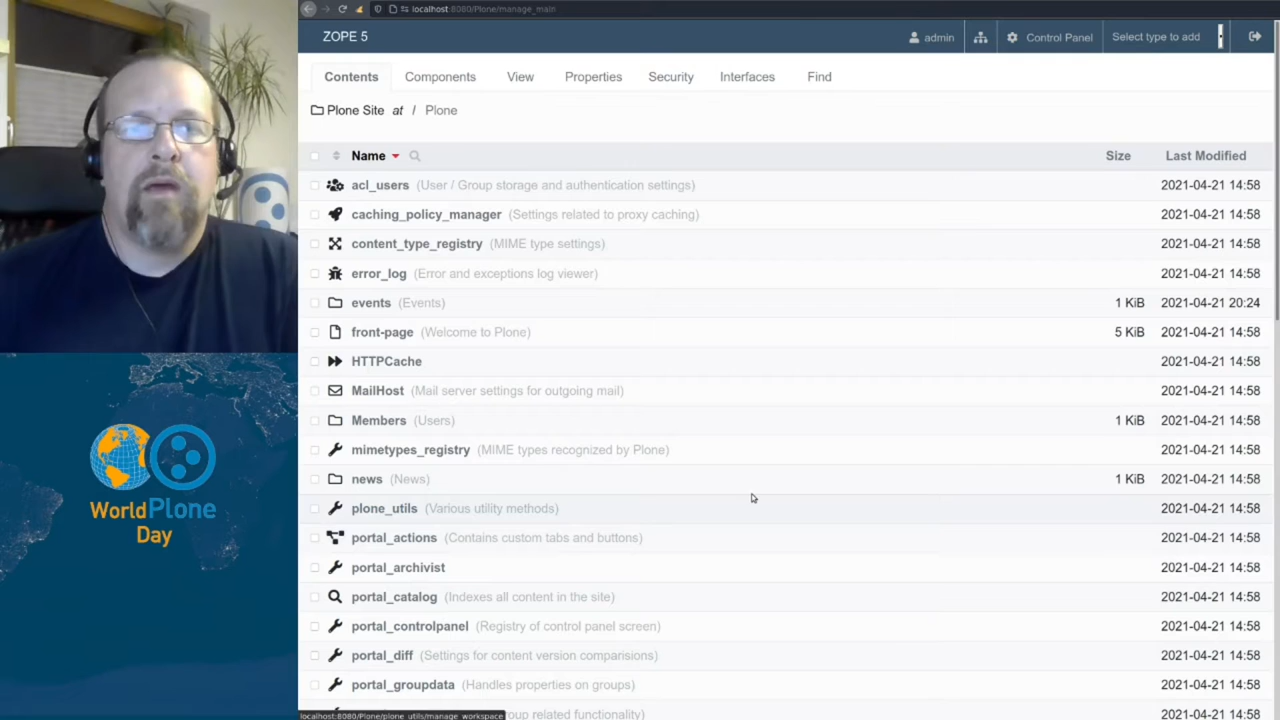 localhost:8080/Plone/manage_main
ZOPE 5
admin
Control Panel
Select type to add
Contents
Components
View
Properties
Security
Interfaces
Find
Plone Site at / Plone
Name
Size
Last Modified
acl_users (User / Group storage and authentication settings) 2021-04-21 14:58
caching_policy_manager (Settings related to proxy caching) 2021-04-21 14:58
content_type_registry (MIME type settings) 2021-04-21 14:58
error_log (Error and exceptions log viewer) 2021-04-21 14:58
events (Events) 1 KiB 2021-04-21 20:24
front-page (Welcome to Plone) 5 KiB 2021-04-21 14:58
HTTPCache 2021-04-21 14:58
MailHost (Mail server settings for outgoing mail) 2021-04-21 14:58
Members (Users) 1 KiB 2021-04-21 14:58
mimetypes_registry (MIME types recognized by Plone) 2021-04-21 14:58
news (News) 1 KiB 2021-04-21 14:58
plone_utils (Various utility methods) 2021-04-21 14:58
portal_actions (Contains custom tabs and buttons) 2021-04-21 14:58
portal_archivist 2021-04-21 14:58
portal_catalog (Indexes all content in the site) 2021-04-21 14:58
portal_controlpanel (Registry of control panel screen) 2021-04-21 14:58
portal_diff (Settings for content version comparisions) 2021-04-21 14:58
portal_groupdata (Handles properties on groups) 2021-04-21 14:58
localhost:8080/Plone/plone_utils/manage_workspace
related functionality) 2021-04-21 14:58
World Plone
Day